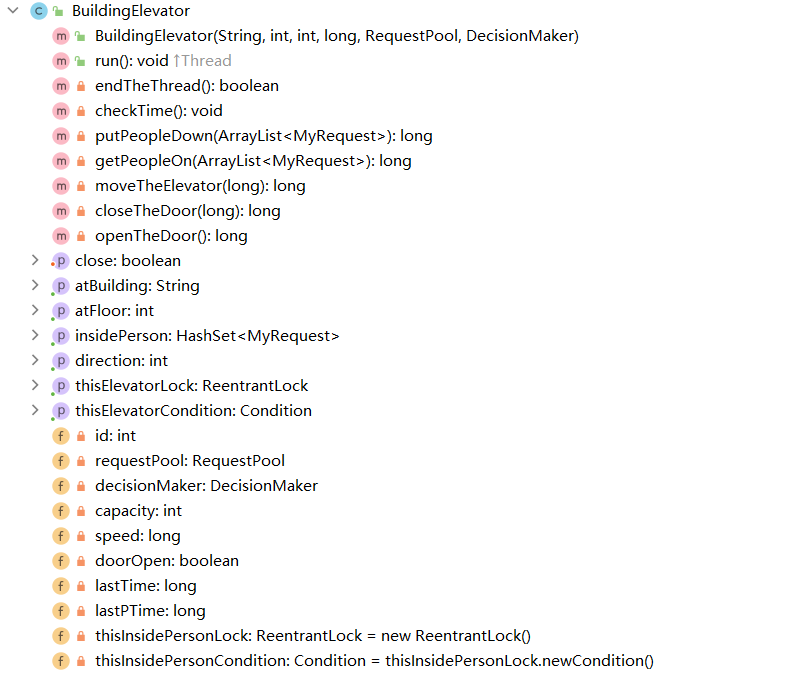 BuildingElevator
BuildingElevator(String, int, int, long, RequestPool, DecisionMaker)
run(): void ↑Thread
endTheThread(): boolean
checkTime(): void
putPeopleDown(ArrayList<MyRequest>): long
getPeopleOn(ArrayList<MyRequest>): long
moveTheElevator(long): long
closeTheDoor(long): long
openTheDoor(): long
close: boolean
atBuilding: String
atFloor: int
insidePerson: HashSet<MyRequest>
direction: int
thisElevatorLock: ReentrantLock
thisElevatorCondition: Condition
id: int
requestPool: RequestPool
decisionMaker: DecisionMaker
capacity: int
speed: long
doorOpen: boolean
lastTime: long
lastPTime: long
thisInsidePersonLock: ReentrantLock = new ReentrantLock()
thisInsidePersonCondition: Condition = thisInsidePersonLock.newCondition()